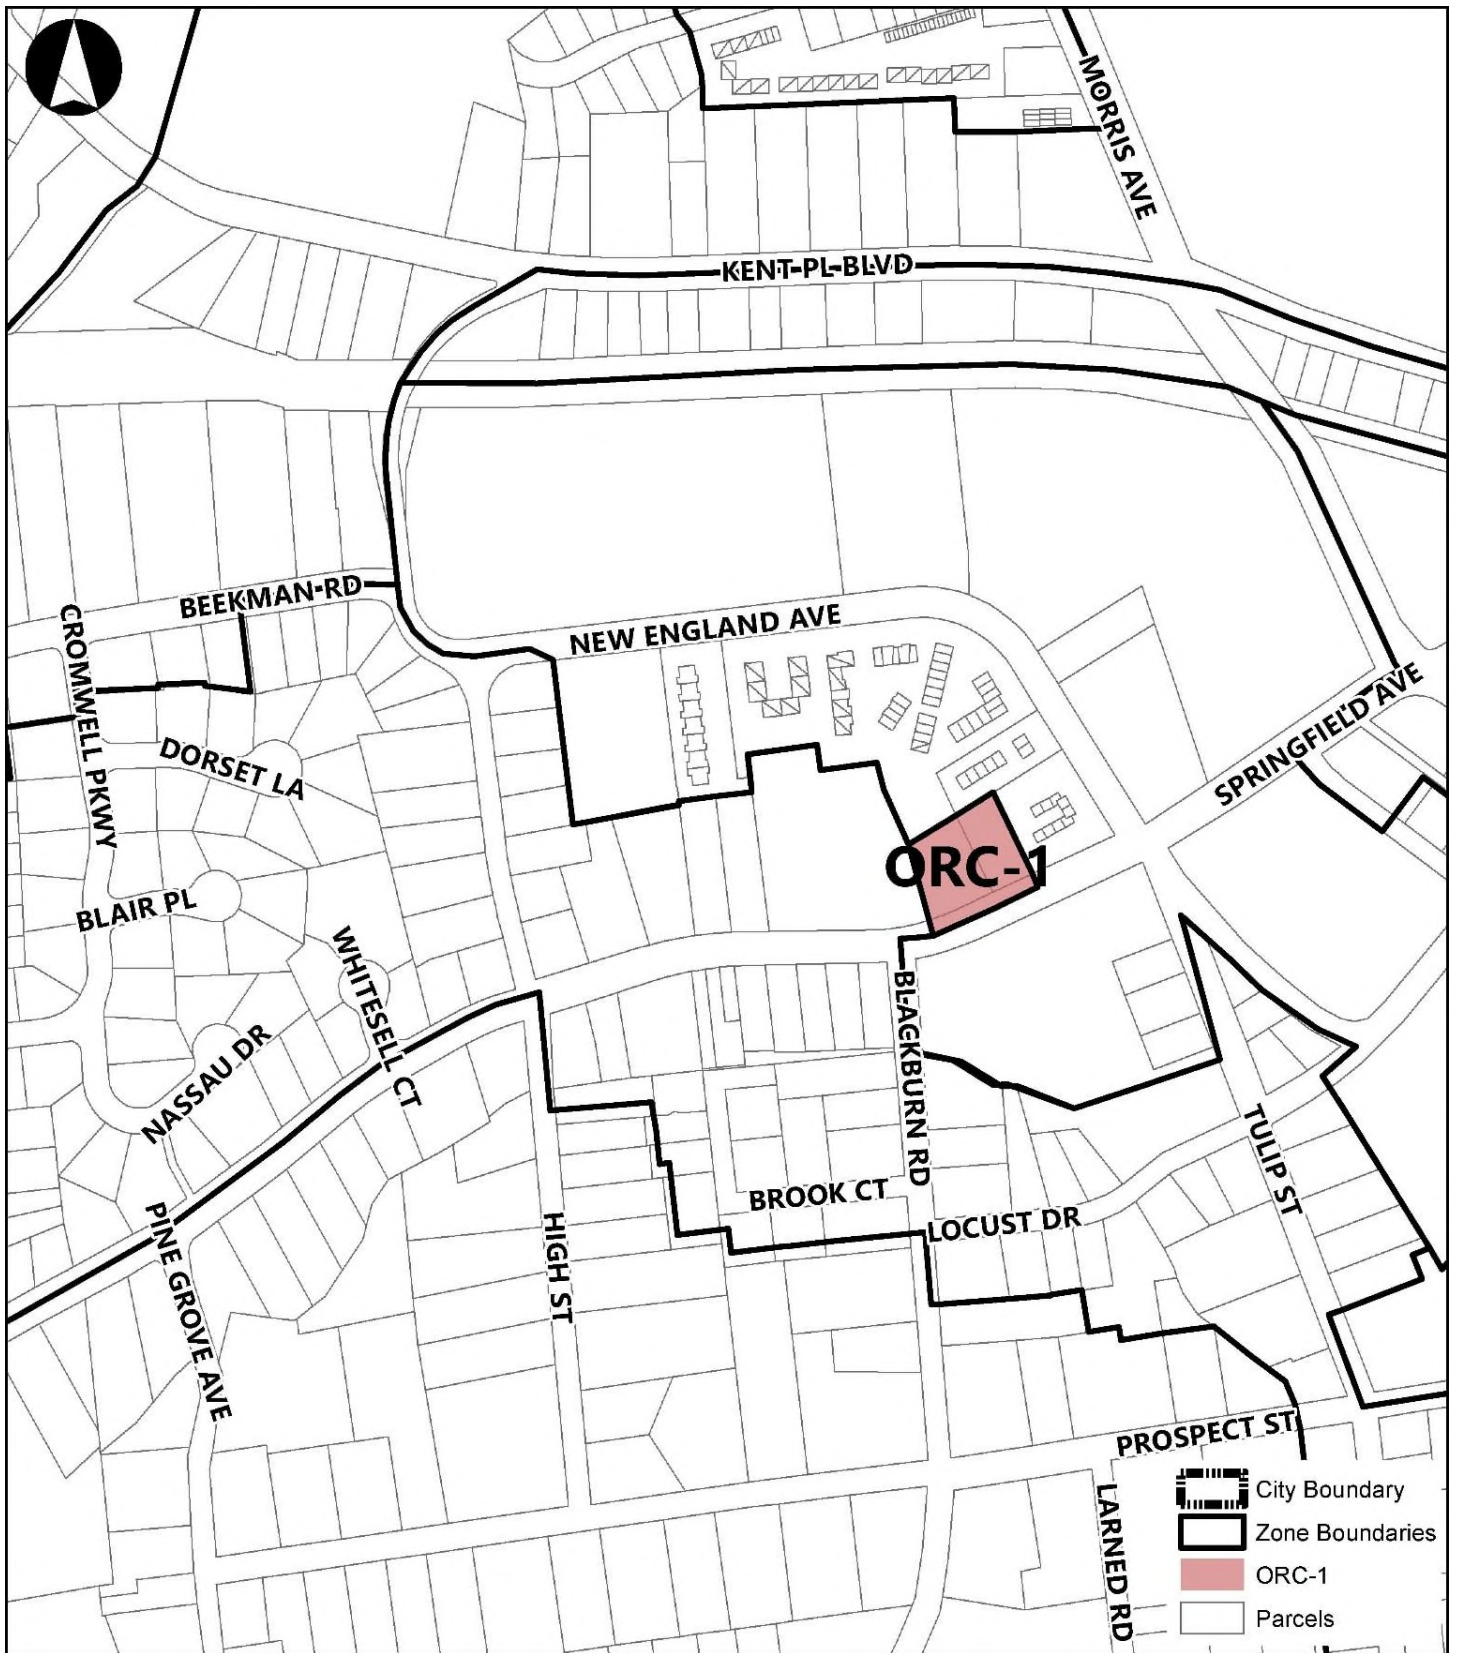 MORRIS AVE
KENT PL BLVD
BEEKMAN RD
CROMWELL PKWY
NEW ENGLAND AVE
SPRINGFIELD AVE
DORSET LA
ORC-1
BLAIR PL
WHITESELL CT
BLACKBURN RD
NASSAU DR
TULIP ST
BROOK CT
LOCUST DR
PINE GROVE AVE
HIGH ST
PROSPECT ST
LARNED RD
City Boundary
Zone Boundaries
ORC-1
Parcels